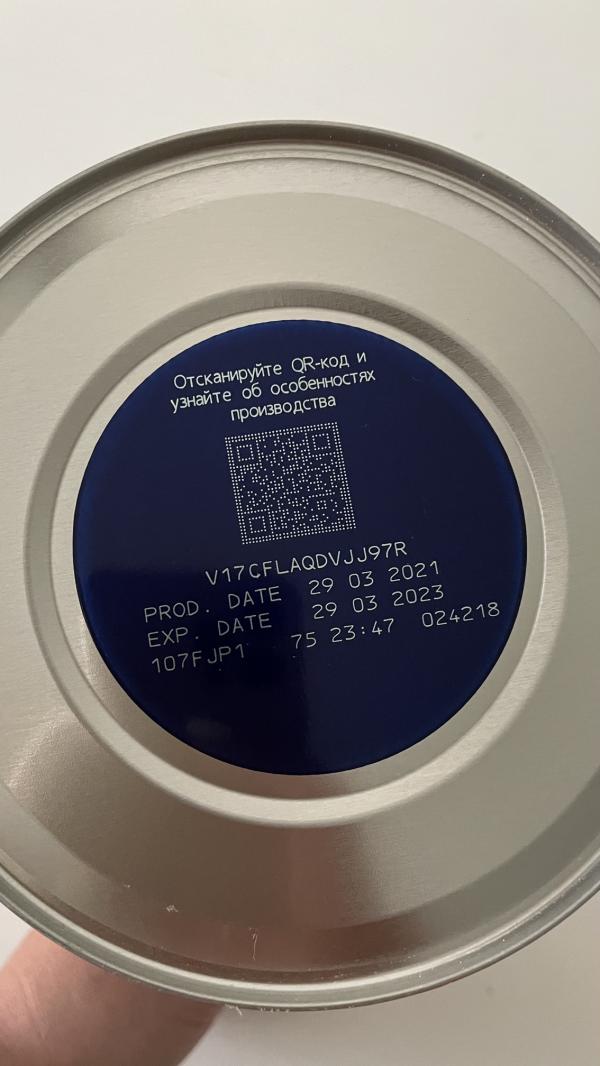 Отсканируйте QR-код и
узнайте об особенностях
производства
V17CFLAQDVJJ97R
PROD. DATE 29 03 2021
EXP. DATE 29 03 2023
107FJP1 75 23:47 024218